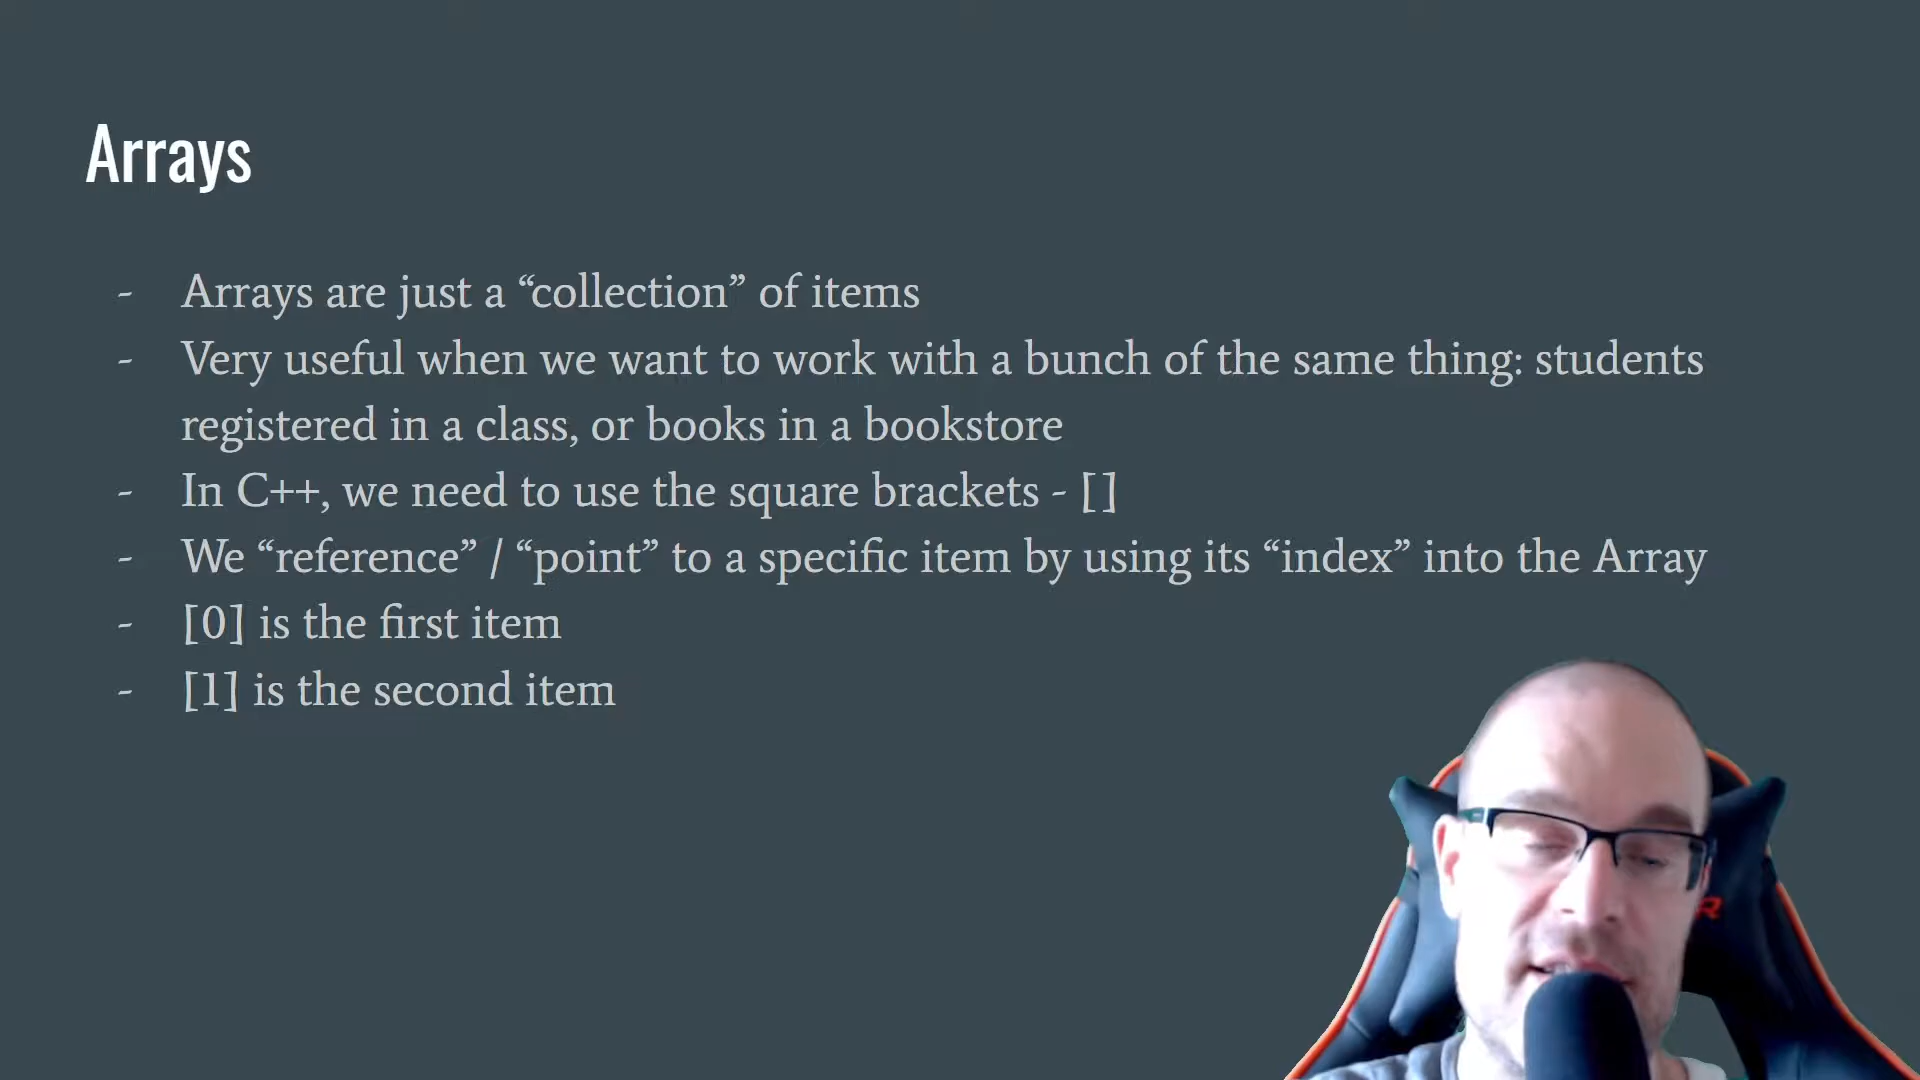 Arrays
- Arrays are just a “collection” of items
- Very useful when we want to work with a bunch of the same thing: students
registered in a class, or books in a bookstore
- In C++, we need to use the square brackets - []
- We “reference” / “point” to a specific item by using its “index” into the Array
- [0] is the first item
- [1] is the second item
R